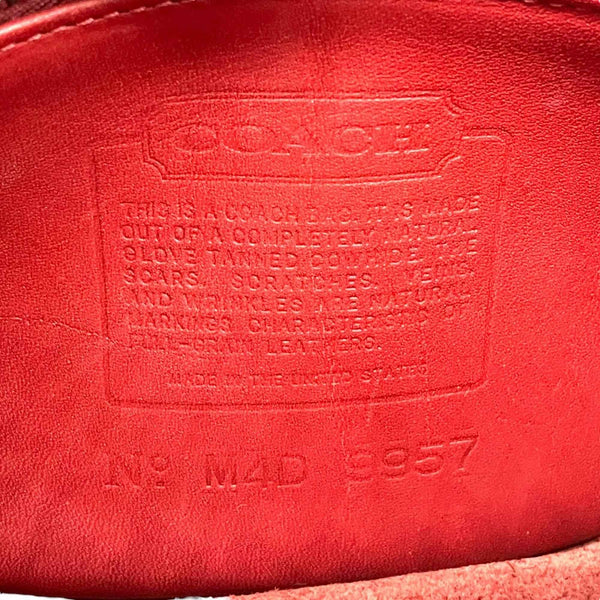 COACH
THIS IS A COACH BAG. IT IS MADE
OUT OF A COMPLETELY NATURAL
GLOVE TANNED COWHIDE THE
SCARS, SCRATCHES, VEINS,
AND WRINKLES ARE NATURAL
MARKINGS CHARACTERISTIC OF
FULL-GRAIN LEATHERS.
MADE IN THE UNITED STATES
No M4D 9957